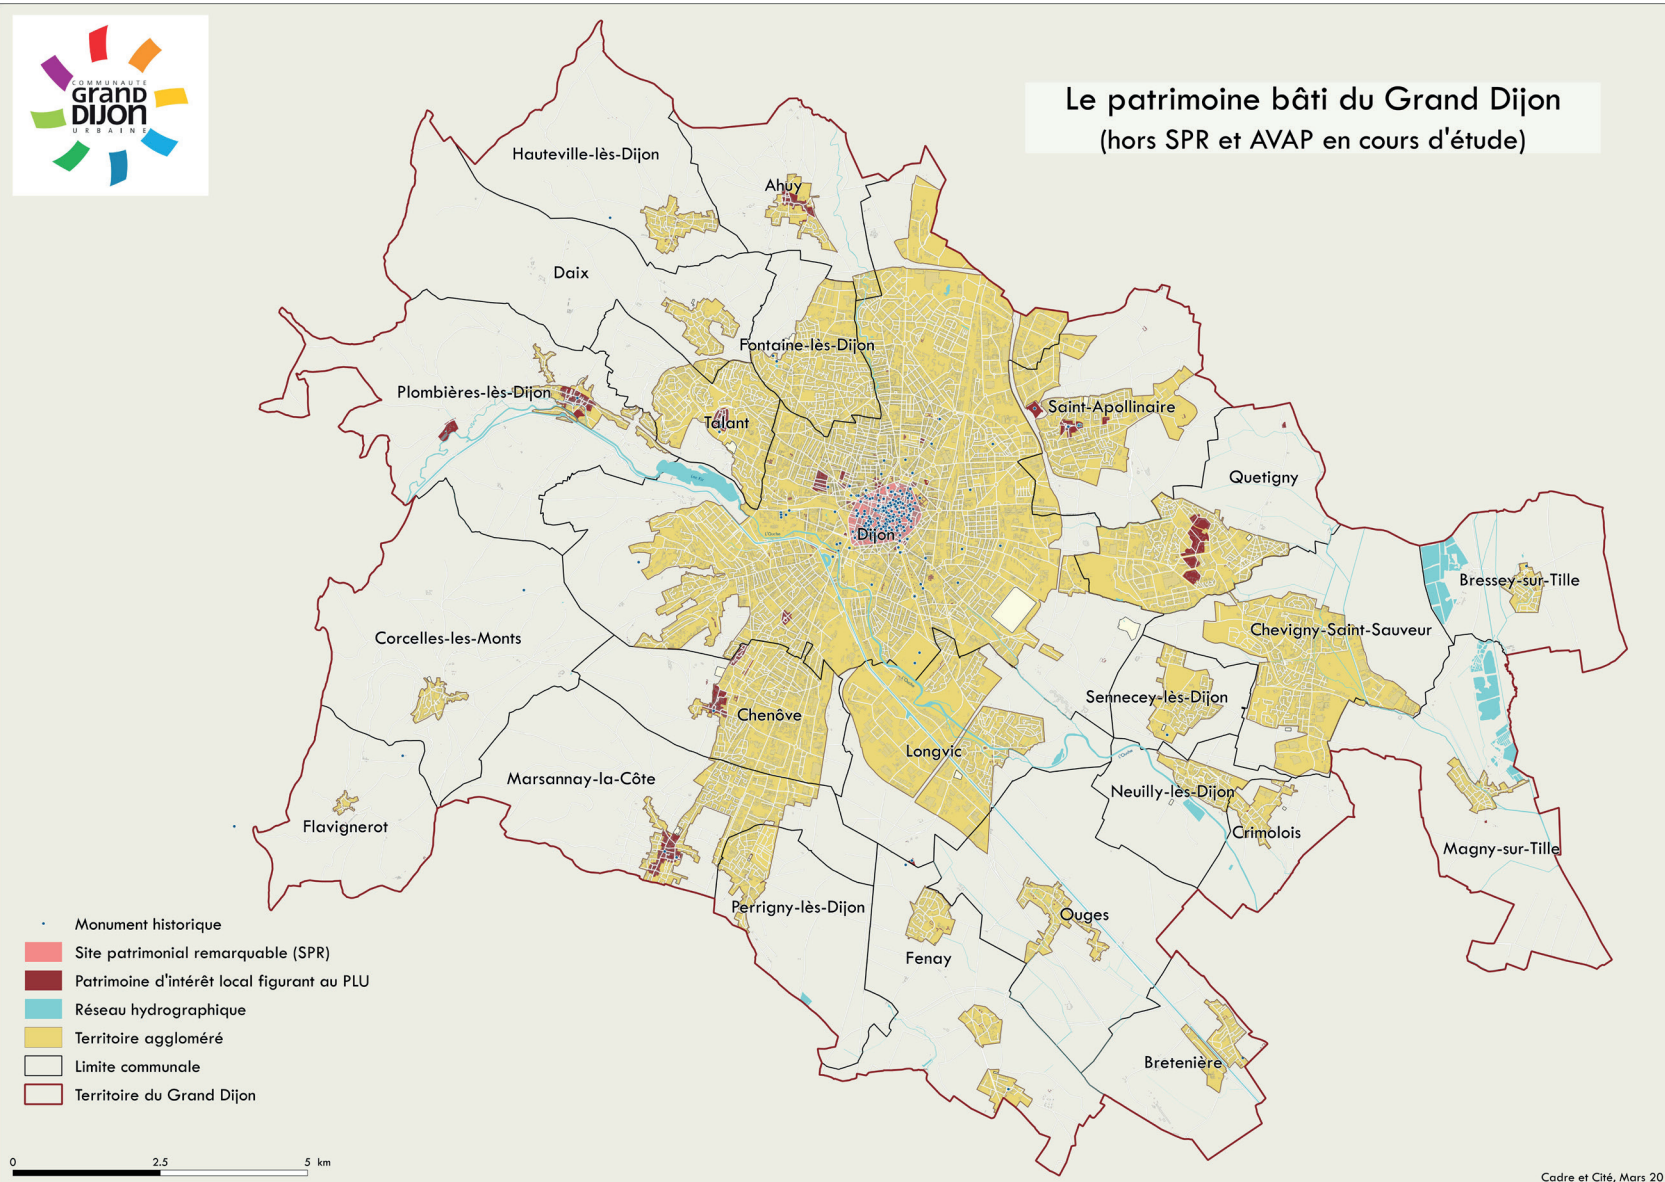 COMMUNAUTE
GRAND
DIJON
URBAINE
Le patrimoine bâti du Grand Dijon
(hors SPR et AVAP en cours d'étude)
Hauteville-lès-Dijon
Ahuy
Daix
Fontaine-lès-Dijon
Plombières-lès-Dijon
Talant
Saint-Apollinaire
Quetigny
Dijon
L'Ouche
Bressey-sur-Tille
Chevigny-Saint-Sauveur
Corcelles-les-Monts
Sennecey-lès-Dijon
L'Ouche
Chenôve
Longvic
L'Ouche
Marsannay-la-Côte
Neuilly-lès-Dijon
Flavignerot
Crimolois
Magny-sur-Tille
Perrigny-lès-Dijon
Ouges
Fenay
Bretenière
Monument historique
Site patrimonial remarquable (SPR)
Patrimoine d'intérêt local figurant au PLU
Réseau hydrographique
Territoire aggloméré
Limite communale
Territoire du Grand Dijon
0 2.5 5 km
Cadre et Cité, Mars 20